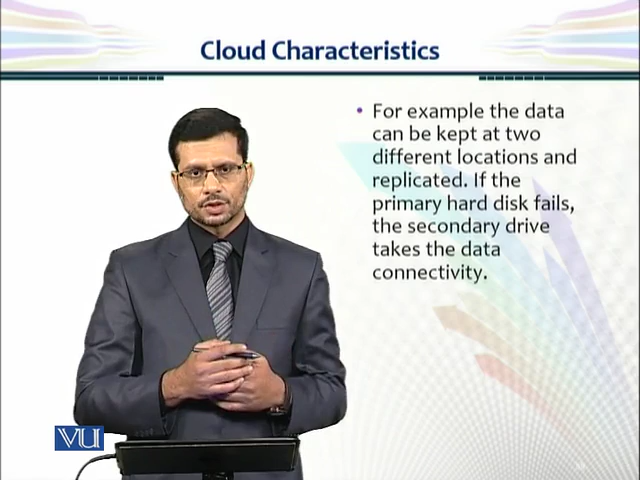 Cloud Characteristics
• For example the data
can be kept at two
different locations and
replicated. If the
primary hard disk fails,
the secondary drive
takes the data
connectivity.
VU